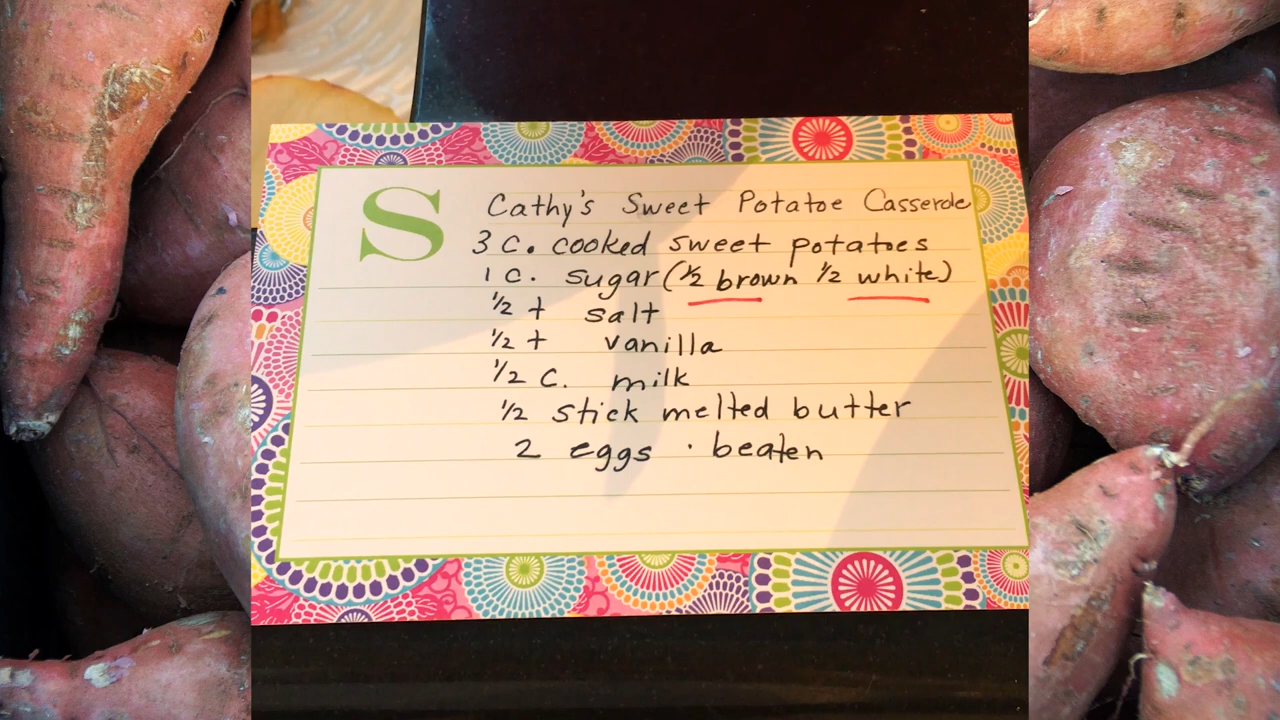 S
Cathy's Sweet Potatoe Casserole
3 C. cooked sweet potatoes
1 C. sugar (½ brown ½ white)
½ t salt
½ t vanilla
½ C. milk
½ stick melted butter
2 eggs · beaten